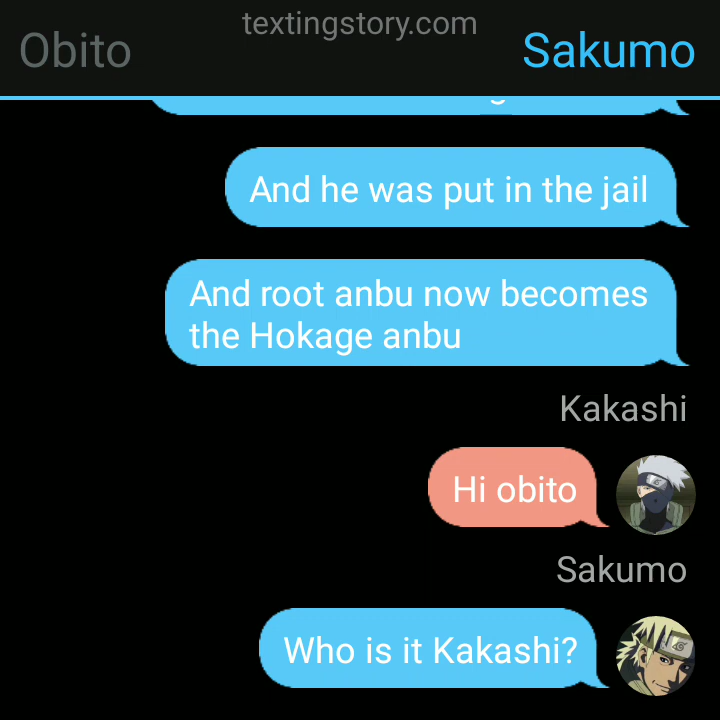 textingstory.com
Obito
Sakumo
And he was put in the jail
And root anbu now becomes
the Hokage anbu
Kakashi
Hi obito
Sakumo
Who is it Kakashi?